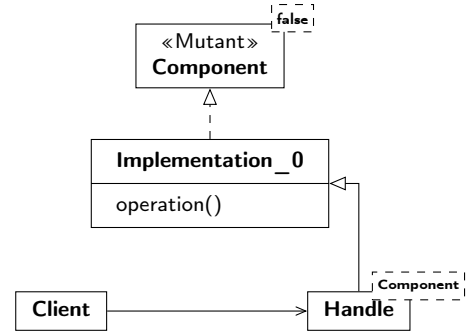 false
«Mutant»
Component
Implementation_0
operation()
Component
Client
Handle